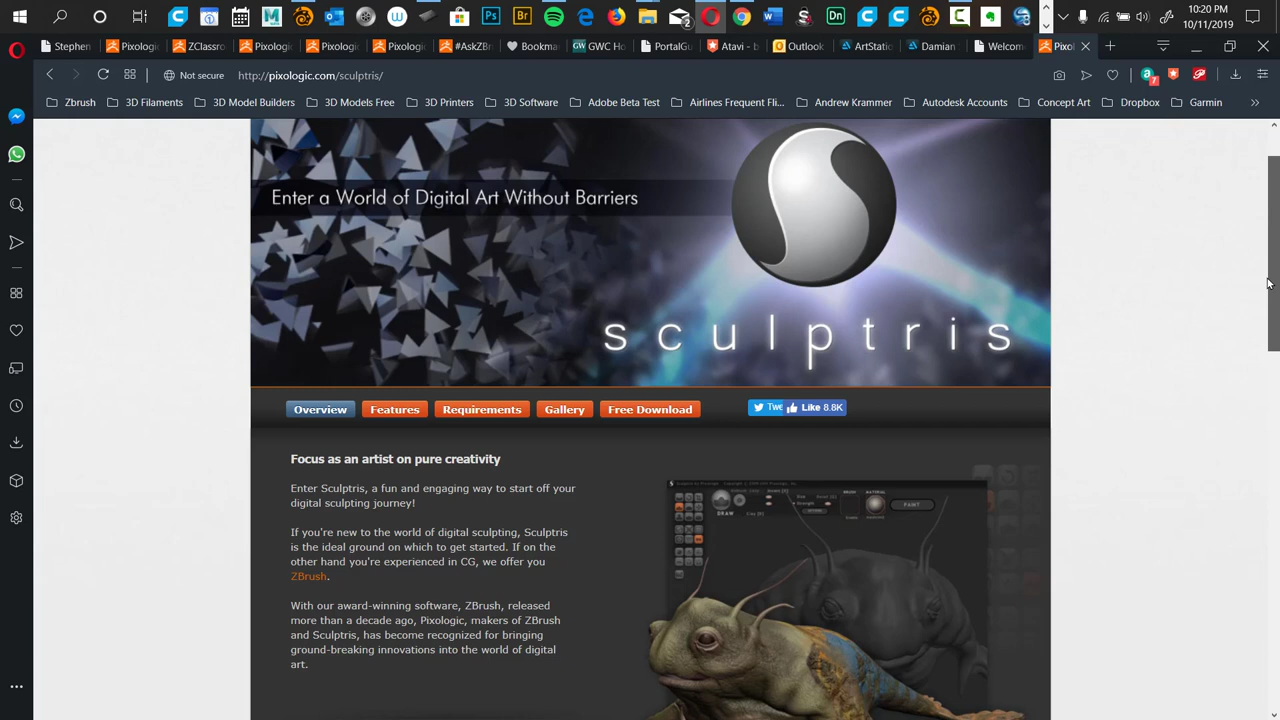 10:20 PM
10/11/2019
Stephen
Pixologic
ZClassro
Pixologic
Pixologic
Pixologic
#AskZBr
Bookma
GWC Ho
PortalGu
Atavi - b
Outlook
ArtStatio
Damian
Welcom
Pixol
Not secure
http://pixologic.com/sculptris/
7
Zbrush
3D Filaments
3D Model Builders
3D Models Free
3D Printers
3D Software
Adobe Beta Test
Airlines Frequent Fli...
Andrew Krammer
Autodesk Accounts
Concept Art
Dropbox
Garmin
Enter a World of Digital Art Without Barriers
sculptris
Overview
Features
Requirements
Gallery
Free Download
Twe
Like 8.8K
Focus as an artist on pure creativity
Enter Sculptris, a fun and engaging way to start off your
digital sculpting journey!
If you're new to the world of digital sculpting, Sculptris
is the ideal ground on which to get started. If on the
other hand you're experienced in CG, we offer you
ZBrush.
With our award-winning software, ZBrush, released
more than a decade ago, Pixologic, makers of ZBrush
and Sculptris, has become recognized for bringing
ground-breaking innovations into the world of digital
art.
DRAW
MATERIAL
PAINT